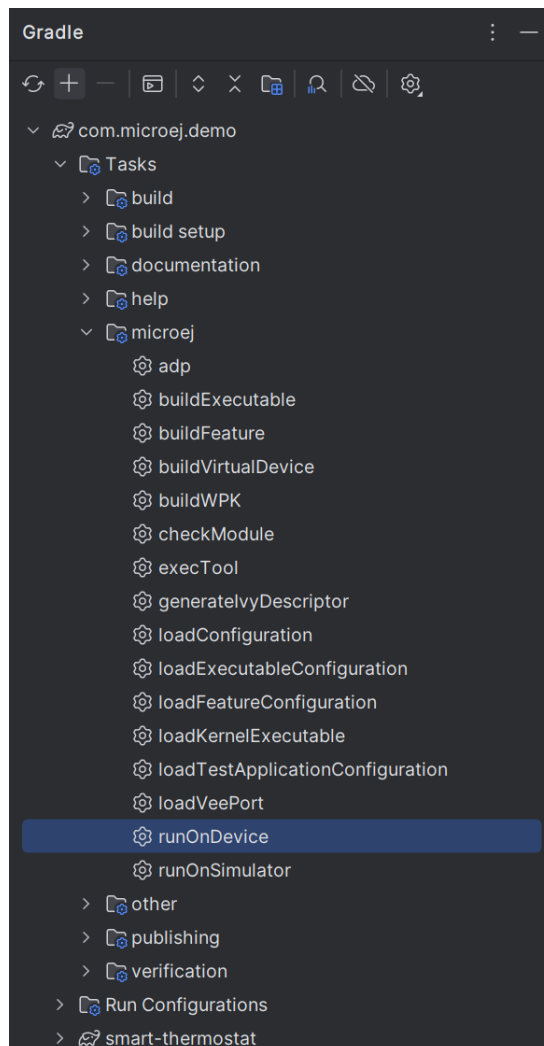 Gradle
com.microej.demo
Tasks
build
build setup
documentation
help
microej
adp
buildExecutable
buildFeature
buildVirtualDevice
buildWPK
checkModule
execTool
generateIvyDescriptor
loadConfiguration
loadExecutableConfiguration
loadFeatureConfiguration
loadKernelExecutable
loadTestApplicationConfiguration
loadVeePort
runOnDevice
runOnSimulator
other
publishing
verification
Run Configurations
smart-thermostat